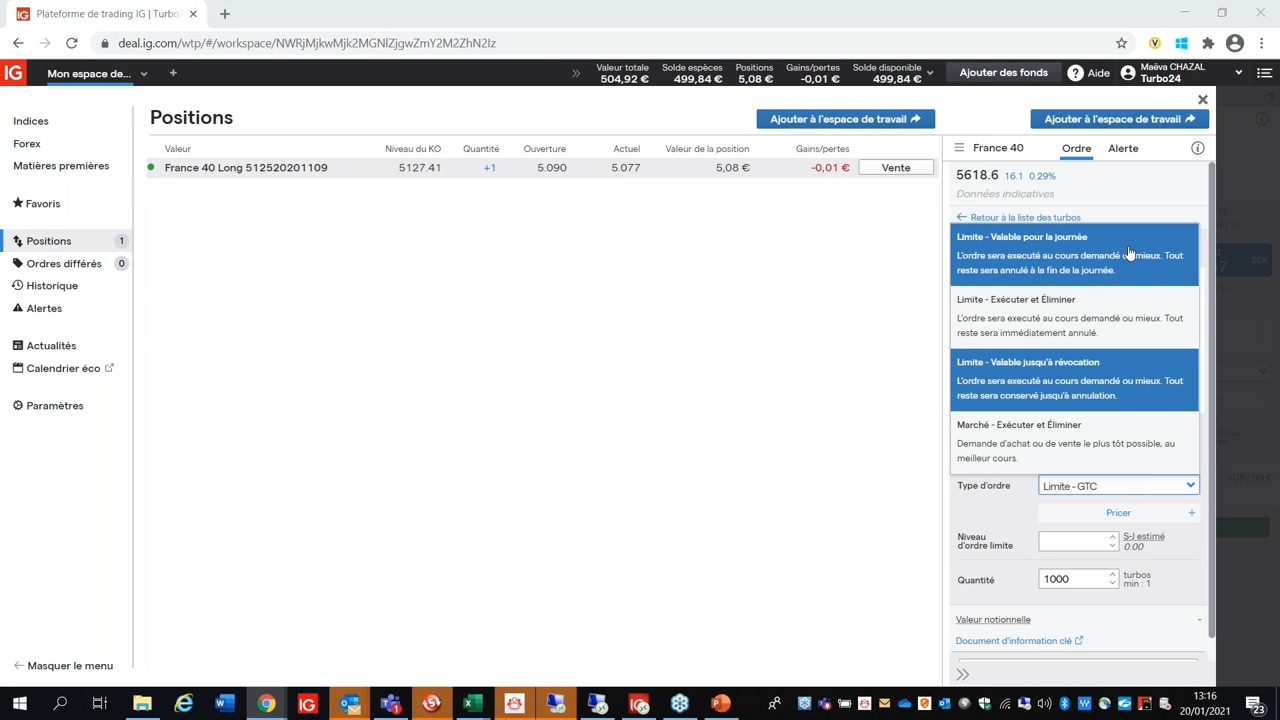 Plateforme de trading IG | Turbo
deal.ig.com/wtp/#/workspace/NWRjMjkwMjk2MGNlZjgwZmY2M2ZhN2Iz
IG
Mon espace de...
Valeur totale
504,92 €
Solde espèces
499,84 €
Positions
5,08 €
Gains/pertes
-0,01 €
Solde disponible
499,84 €
Ajouter des fonds
Aide
Maëva CHAZAL
Turbo24
Indices
Forex
Matières premières
Favoris
Positions 1
Ordres différés 0
Historique
Alertes
Actualités
Calendrier éco
Paramètres
Masquer le menu
Positions
Ajouter à l'espace de travail
Valeur Niveau du KO Quantité Ouverture Actuel Valeur de la position Gains/pertes
France 40 Long 512520201109 5127.41 +1 5.090 5.077 5,08 € -0,01 € Vente
Ajouter à l'espace de travail
France 40 Ordre Alerte
5618.6 16.1 0.29%
Données indicatives
Retour à la liste des turbos
Limite - Valable pour la journée
L'ordre sera executé au cours demandé ou mieux. Tout
reste sera annulé à la fin de la journée.
Limite - Exécuter et Éliminer
L'ordre sera executé au cours demandé ou mieux. Tout
reste sera immédiatement annulé.
Limite - Valable jusqu'à révocation
L'ordre sera executé au cours demandé ou mieux. Tout
reste sera conservé jusqu'à annulation.
Marché - Exécuter et Éliminer
Demande d'achat ou de vente le plus tôt possible, au
meilleur cours.
Type d'ordre Limite - GTC
Pricer +
Niveau
d'ordre limite
S-J estimé
0.00
Quantité 1000
turbos
min : 1
Valeur notionnelle -
Document d'information clé
20K
13:16
20/01/2021
23